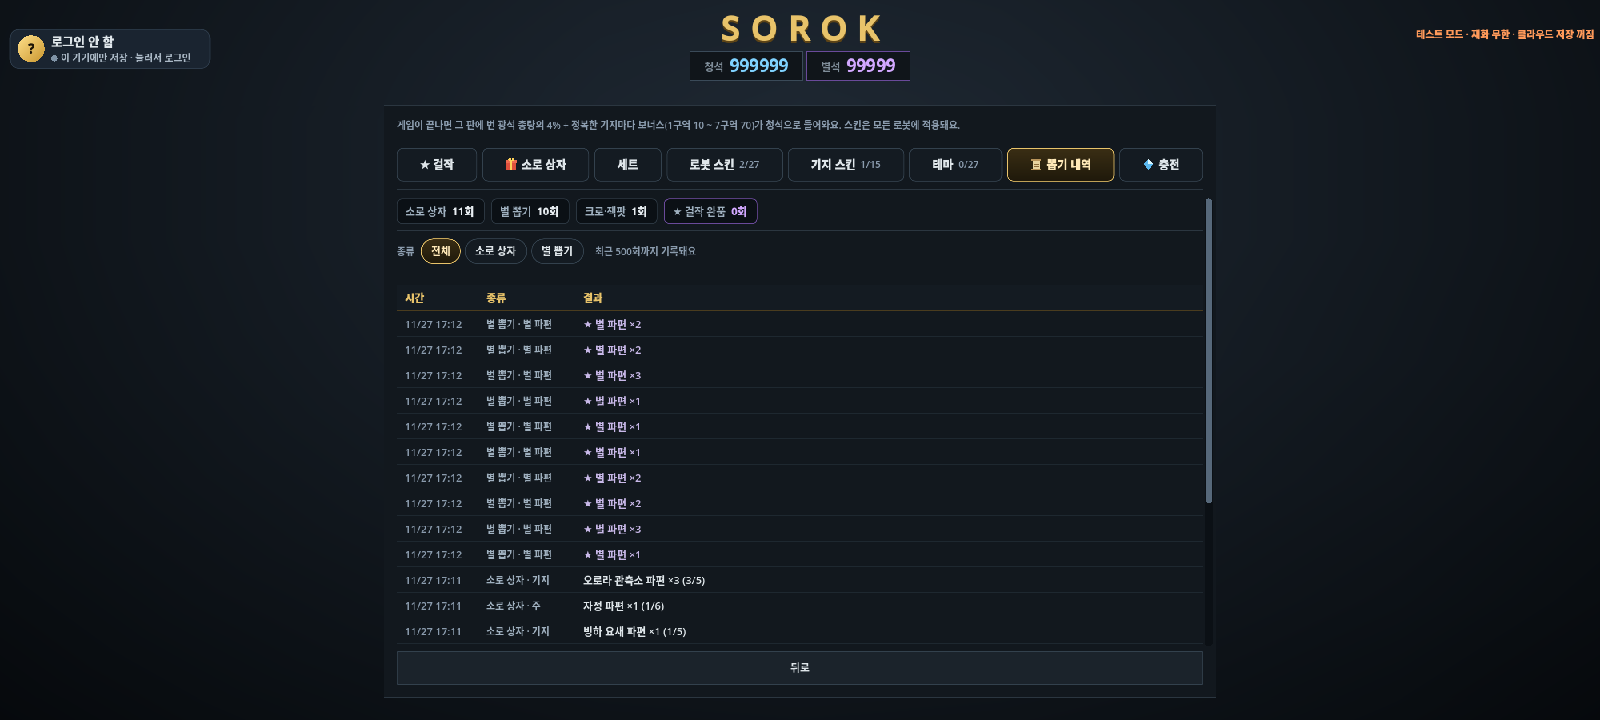 SOROK
? 로그인 안 함
이 기기에만 저장 · 눌러서 로그인
테스트 모드 · 재화 무한 · 클라우드 저장 꺼짐
청석 999999 별석 99999
게임이 끝나면 그 판에 번 광석 총량의 4% + 정복한 기지마다 보너스(1구역 10 ~ 7구역 70)가 청석으로 들어와요. 스킨은 모든 로봇에 적용돼요.
★ 걸작 소로 상자 세트 로봇 스킨 2/27 기지 스킨 1/15 테마 0/27 뽑기 내역 충전
소로 상자 11회 별 뽑기 10회 크로·잭팟 1회 ★ 걸작 완품 0회
종류 전체 소로 상자 별 뽑기 최근 500회까지 기록돼요
시간 종류 결과
11/27 17:12 별 뽑기 · 별 파편 ★ 별 파편 ×2
11/27 17:12 별 뽑기 · 별 파편 ★ 별 파편 ×2
11/27 17:12 별 뽑기 · 별 파편 ★ 별 파편 ×3
11/27 17:12 별 뽑기 · 별 파편 ★ 별 파편 ×1
11/27 17:12 별 뽑기 · 별 파편 ★ 별 파편 ×1
11/27 17:12 별 뽑기 · 별 파편 ★ 별 파편 ×1
11/27 17:12 별 뽑기 · 별 파편 ★ 별 파편 ×2
11/27 17:12 별 뽑기 · 별 파편 ★ 별 파편 ×2
11/27 17:12 별 뽑기 · 별 파편 ★ 별 파편 ×3
11/27 17:12 별 뽑기 · 별 파편 ★ 별 파편 ×1
11/27 17:11 소로 상자 · 기지 오로라 관측소 파편 ×3 (3/5)
11/27 17:11 소로 상자 · 주 자정 파편 ×1 (1/6)
11/27 17:11 소로 상자 · 기지 빙하 요새 파편 ×1 (1/5)
뒤로